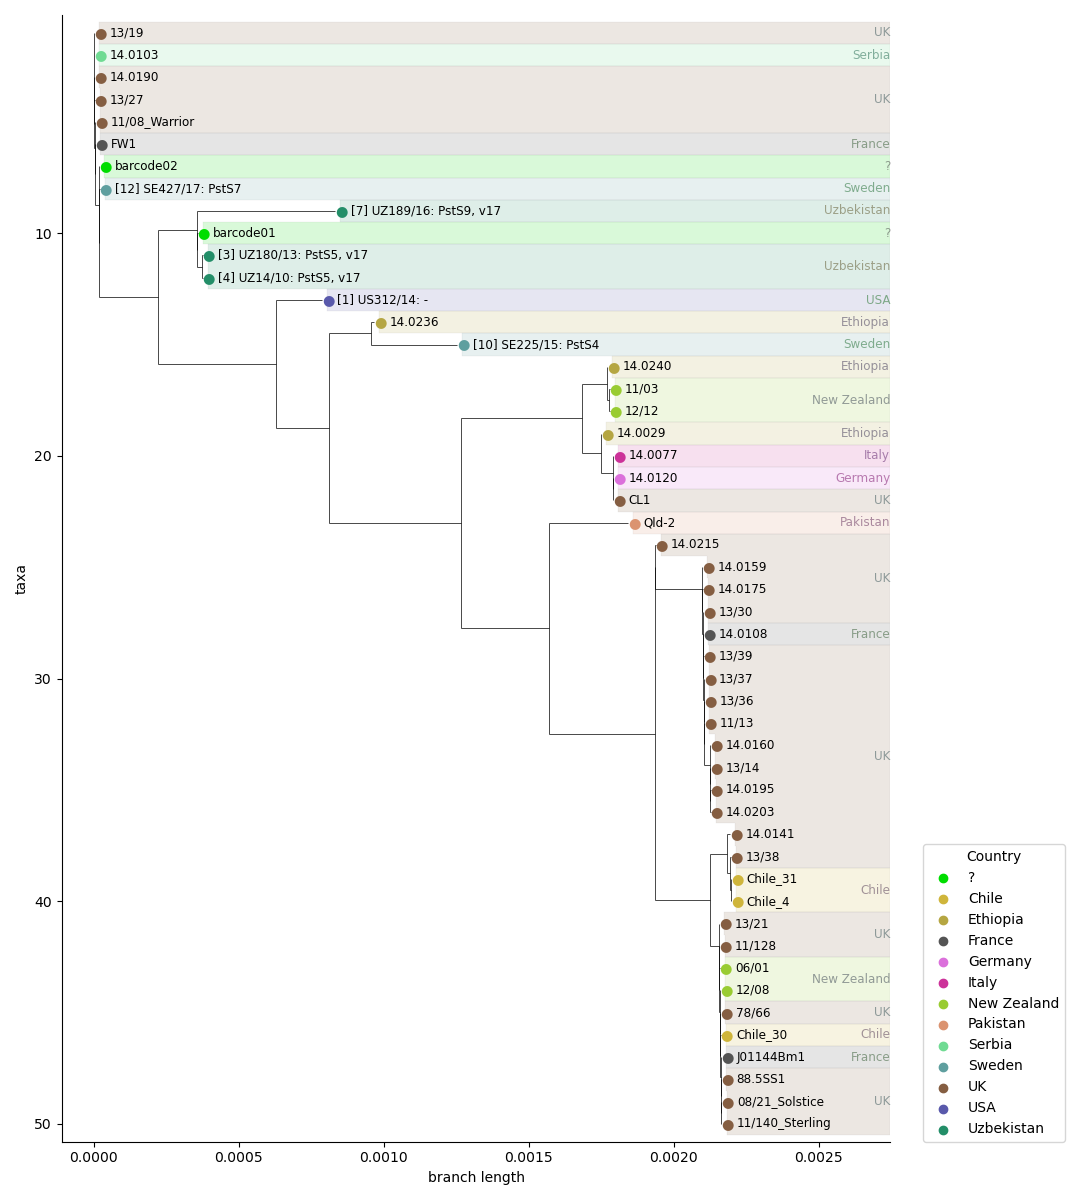 13/19 UK
14.0103 Serbia
14.0190
13/27 UK
11/08_Warrior
FW1 France
barcode02 ?
[12] SE427/17: PstS7 Sweden
[7] UZ189/16: PstS9, v17 Uzbekistan
10 barcode01 ?
[3] UZ180/13: PstS5, v17
Uzbekistan
[4] UZ14/10: PstS5, v17
[1] US312/14: - USA
14.0236 Ethiopia
[10] SE225/15: PstS4 Sweden
14.0240 Ethiopia
11/03
New Zealand
12/12
14.0029 Ethiopia
20 14.0077 Italy
14.0120 Germany
CL1 UK
Qld-2 Pakistan
14.0215
14.0159
UK
14.0175
taxa
13/30
14.0108 France
13/39
30 13/37
13/36
11/13
14.0160
UK
13/14
14.0195
14.0203
14.0141
13/38
Chile_31
Chile
40 Chile_4
13/21
UK
11/128
06/01
New Zealand
12/08
78/66 UK
Chile_30 Chile
J01144Bm1 France
88.5SS1
08/21_Solstice UK
50 11/140_Sterling
0.0000 0.0005 0.0010 0.0015 0.0020 0.0025
branch length
Country
?
Chile
Ethiopia
France
Germany
Italy
New Zealand
Pakistan
Serbia
Sweden
UK
USA
Uzbekistan